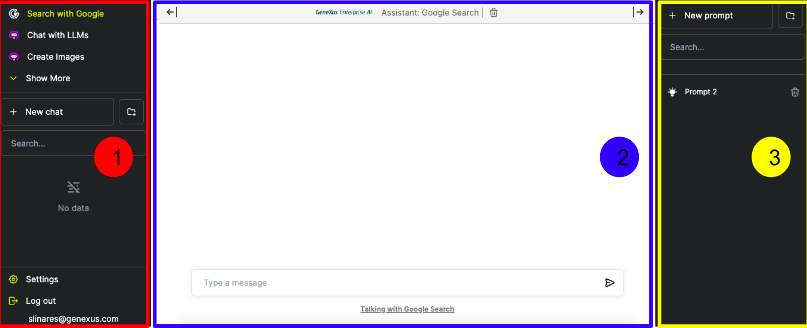 Search with Google
Chat with LLMs
Create Images
Show More
+ New chat
Search...
1
No data
Settings
Log out
slinares@genexus.com
GeneXus Enterprise AI Assistant: Google Search
2
Type a message
Talking with Google Search
+ New prompt
Search...
Prompt 2
3